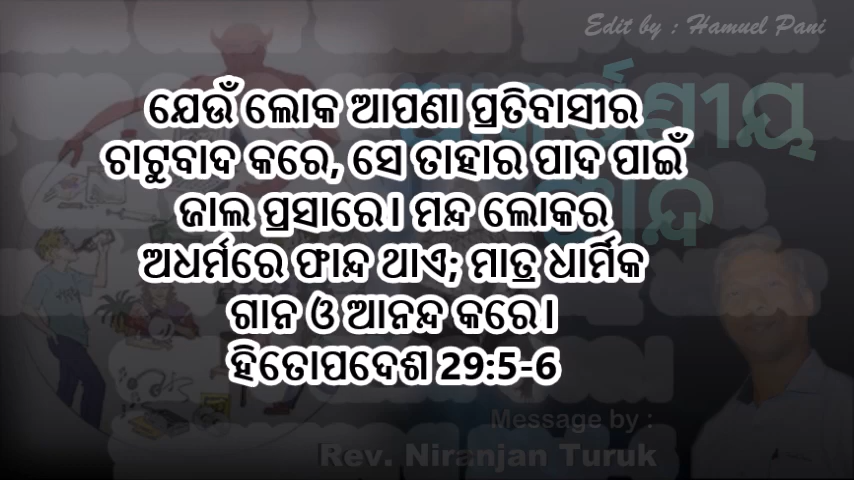 Edit by : Hamuel Pani
ଯେଉଁ ଲୋକ ଆପଣା ପ୍ରତିବାସୀର
ଚାଟୁବାଦ କରେ, ସେ ତାହାର ପାଦ ପାଇଁ
ଜାଲ ପ୍ରସାରେ। ମନ୍ଦ ଲୋକର
ଅଧର୍ମରେ ଫାନ୍ଦ ଥାଏ; ମାତ୍ର ଧାର୍ମିକ
ଗାନ ଓ ଆନନ୍ଦ କରେ।
ହିତୋପଦେଶ 29:5-6
Message by :
Rev. Niranjan Turuk